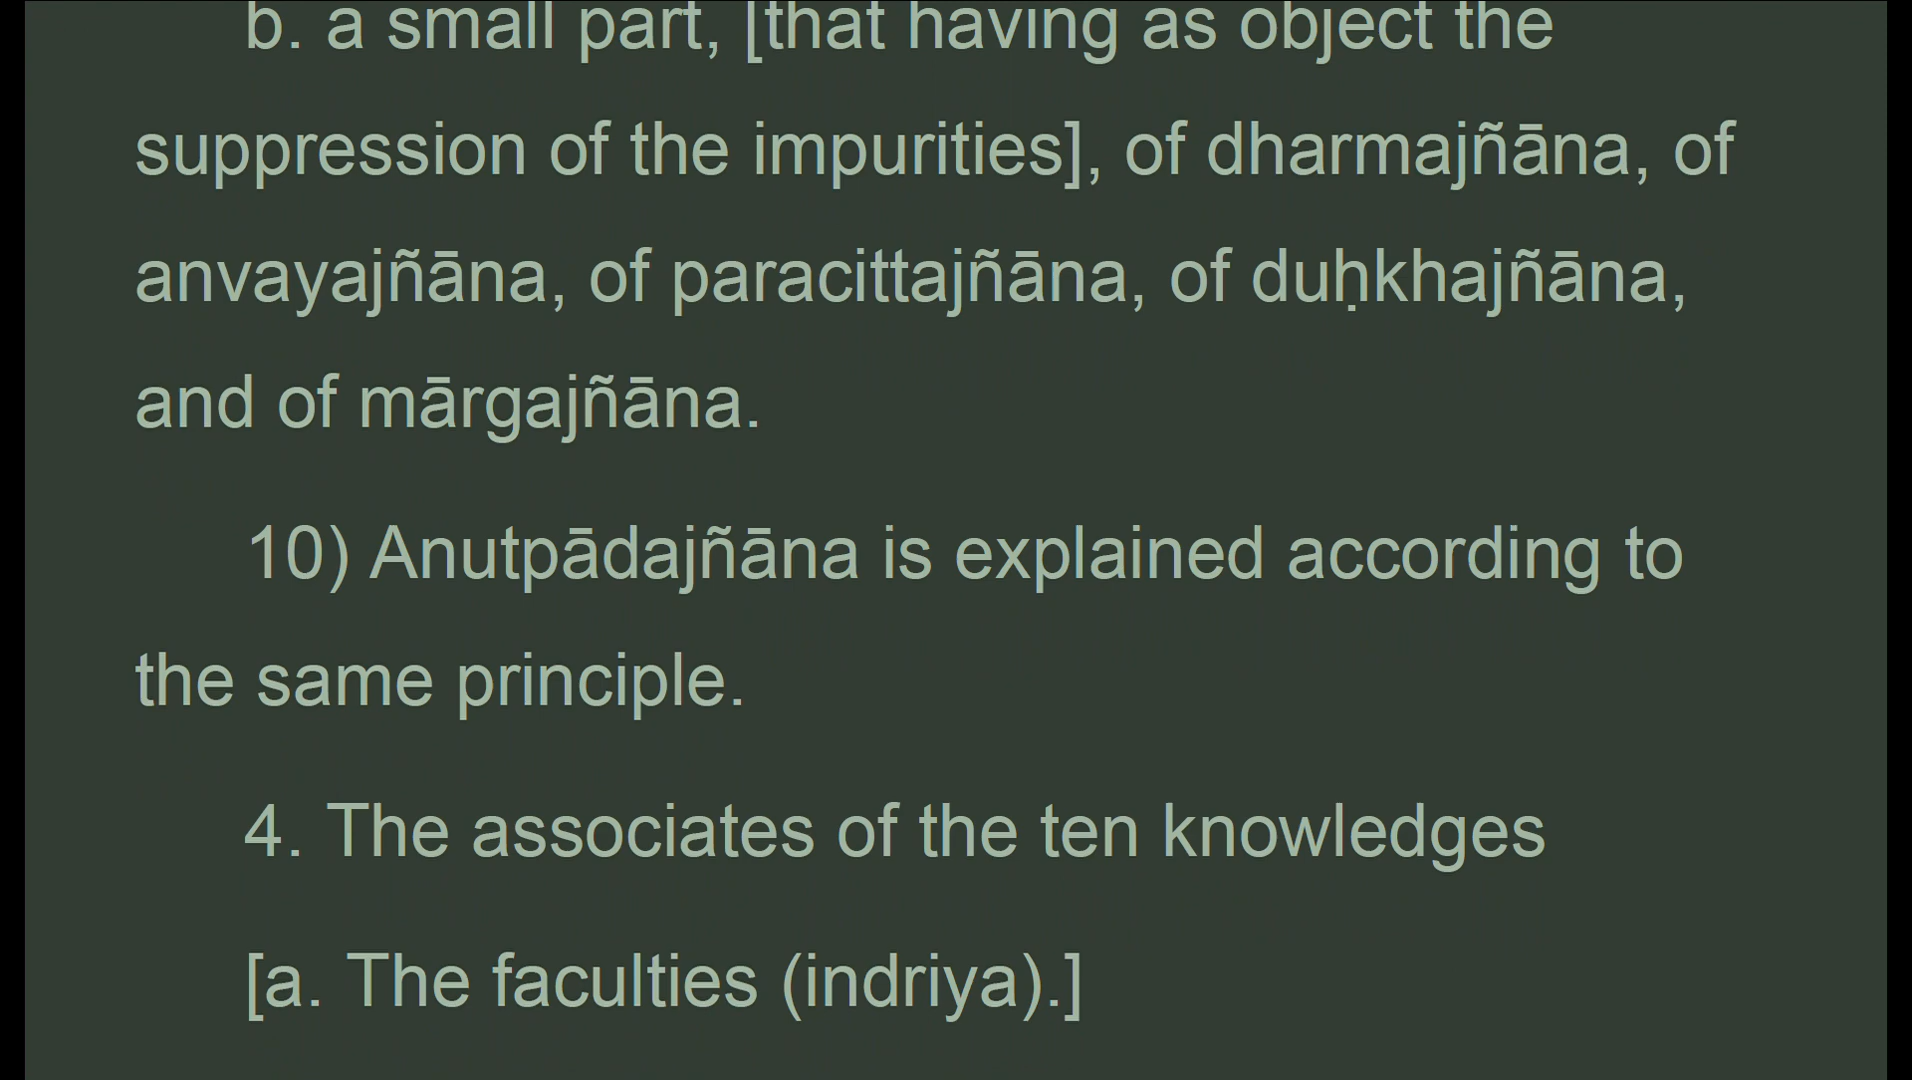 b. a small part, [that having as object the
suppression of the impurities], of dharmajñāna, of
anvayajñāna, of paracittajñāna, of duḥkhajñāna,
and of mārgajñāna.
10) Anutpādajñāna is explained according to
the same principle.
4. The associates of the ten knowledges
[a. The faculties (indriya).]